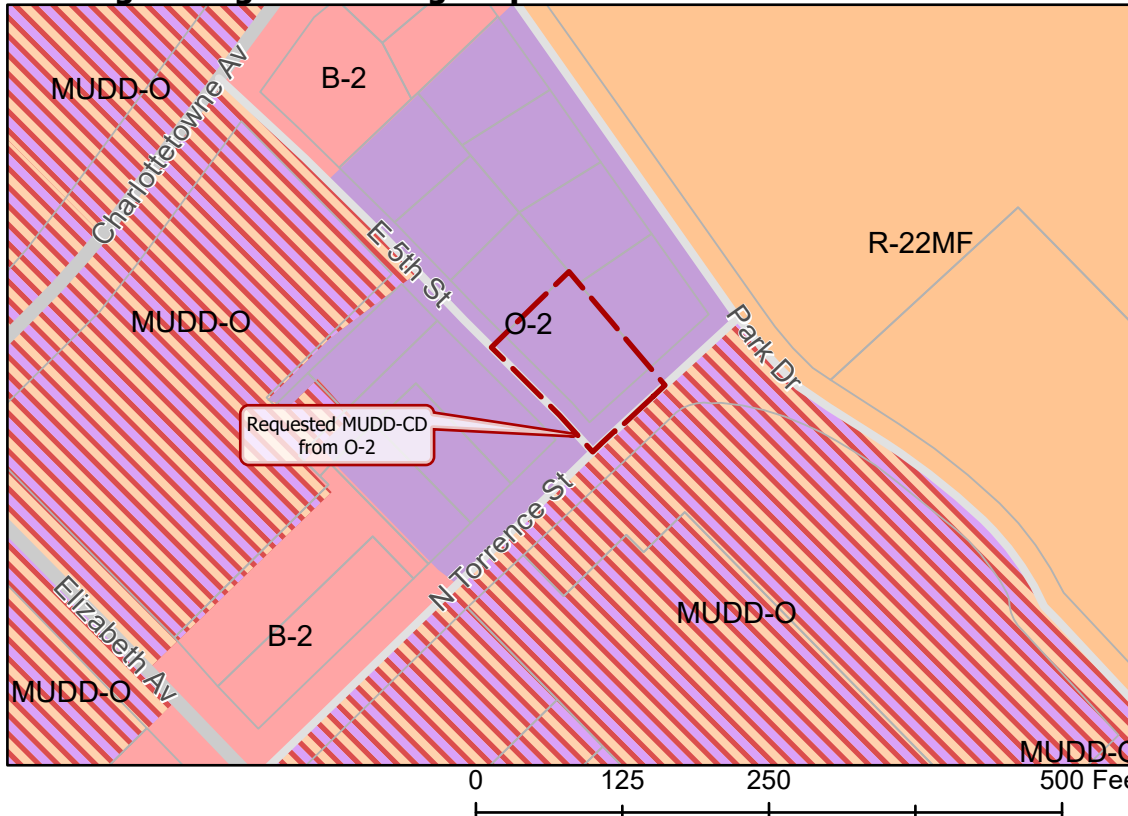 MUDD-O
Charlottetowne Av
B-2
E 5th St
R-22MF
MUDD-O
O-2
Park Dr
Requested MUDD-CD
from O-2
N Torrence St
Elizabeth Av
B-2
MUDD-O
MUDD-O
MUDD-O
0 125 250 500 Fee